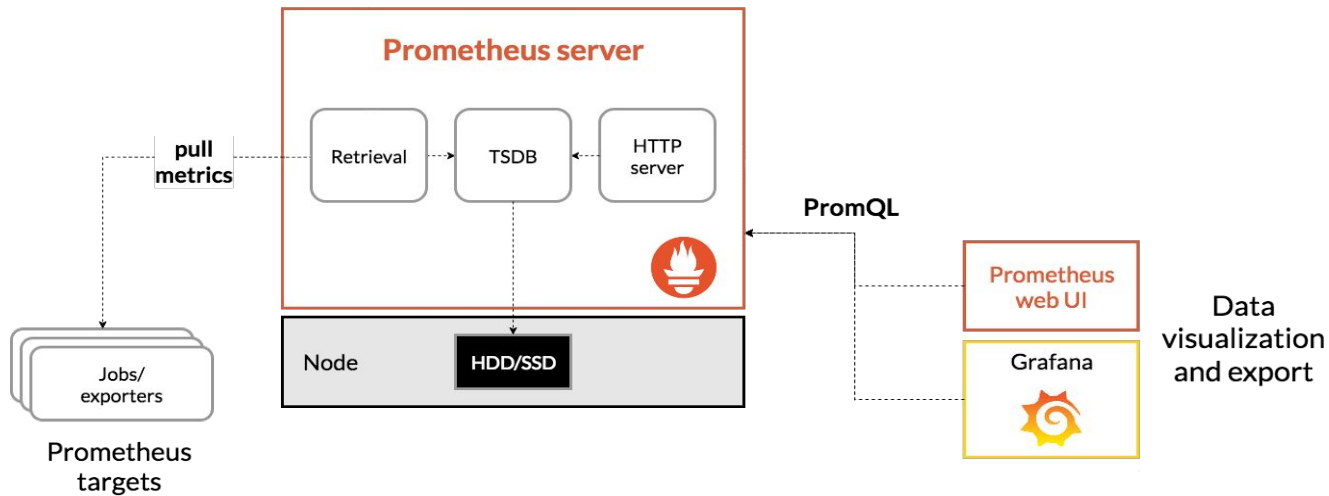 Prometheus server
pull
metrics
Retrieval
TSDB
HTTP
server
PromQL
Prometheus
web UI
Data
visualization
and export
Grafana
Node
HDD/SSD
Jobs/
exporters
Prometheus
targets